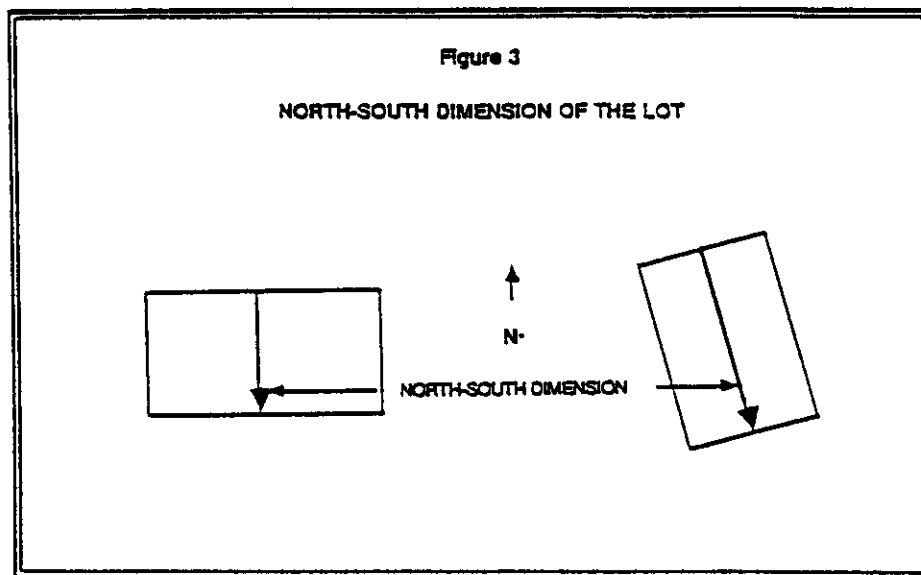 Figure 3
NORTH-SOUTH DIMENSION OF THE LOT
N
NORTH-SOUTH DIMENSION